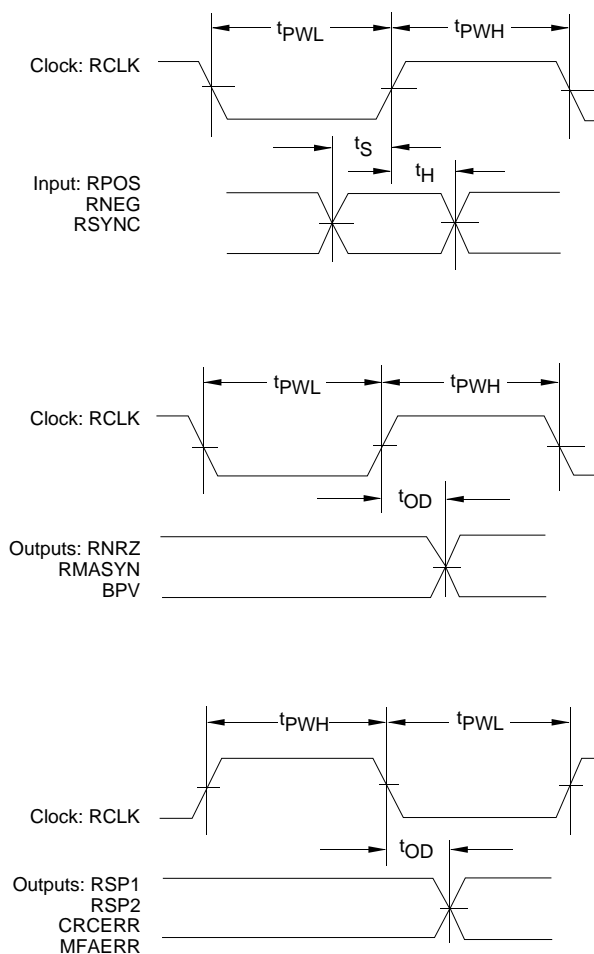 tPWL tPWH
Clock: RCLK
tS
tH
Input: RPOS
RNEG
RSYNC
tPWL tPWH
Clock: RCLK
tOD
Outputs: RNRZ
RMASYN
BPV
tPWH tPWL
Clock: RCLK
tOD
Outputs: RSP1
RSP2
CRCERR
MFAERR